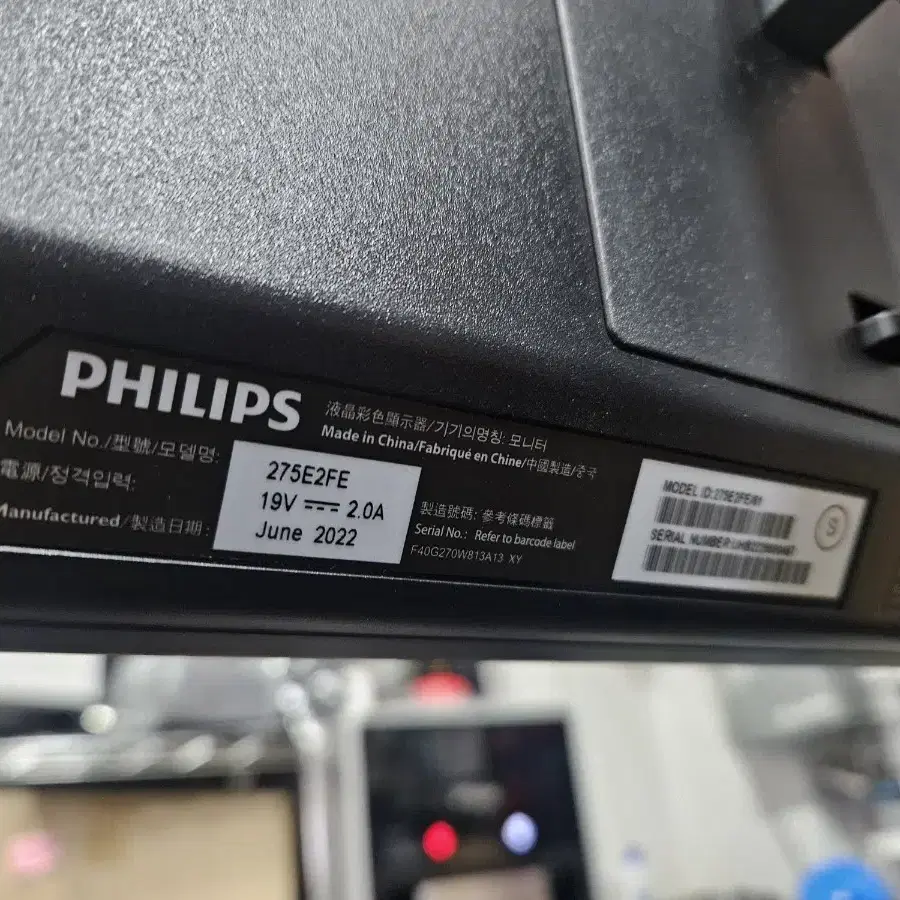 PHILIPS
液晶彩色顯示器/기기의명칭: 모니터
Made in China/Fabriqué en Chine/中國製造/중국
Model No./型號/모델명:
275E2FE
電源/정격입력:
19V ⎓ 2.0A
Manufactured/製造日期:
June 2022
製造號碼: 參考條碼標籤
Serial No.: Refer to barcode label
F40G270W813A13 XY
MODEL ID:275E2FE/61
SERIAL NUMBER:
S